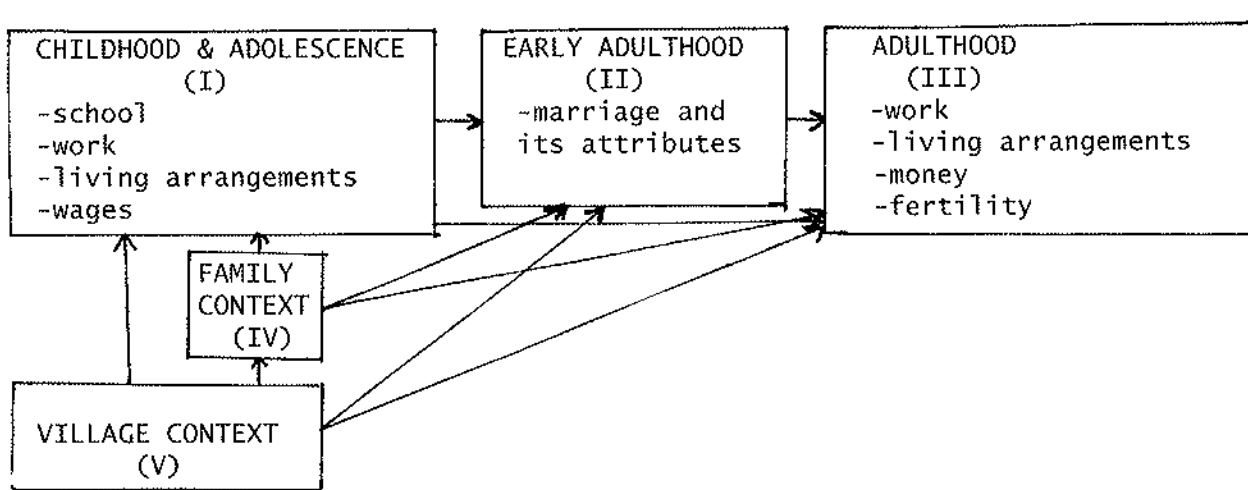 CHILDHOOD & ADOLESCENCE
(I)
-school
-work
-living arrangements
-wages
EARLY ADULTHOOD
(II)
-marriage and
its attributes
ADULTHOOD
(III)
-work
-living arrangements
-money
-fertility
FAMILY
CONTEXT
(IV)
VILLAGE CONTEXT
(V)